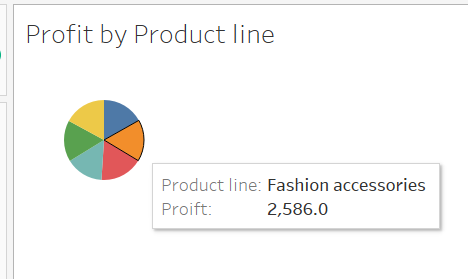 Profit by Product line
Product line: Fashion accessories
Proift: 2,586.0